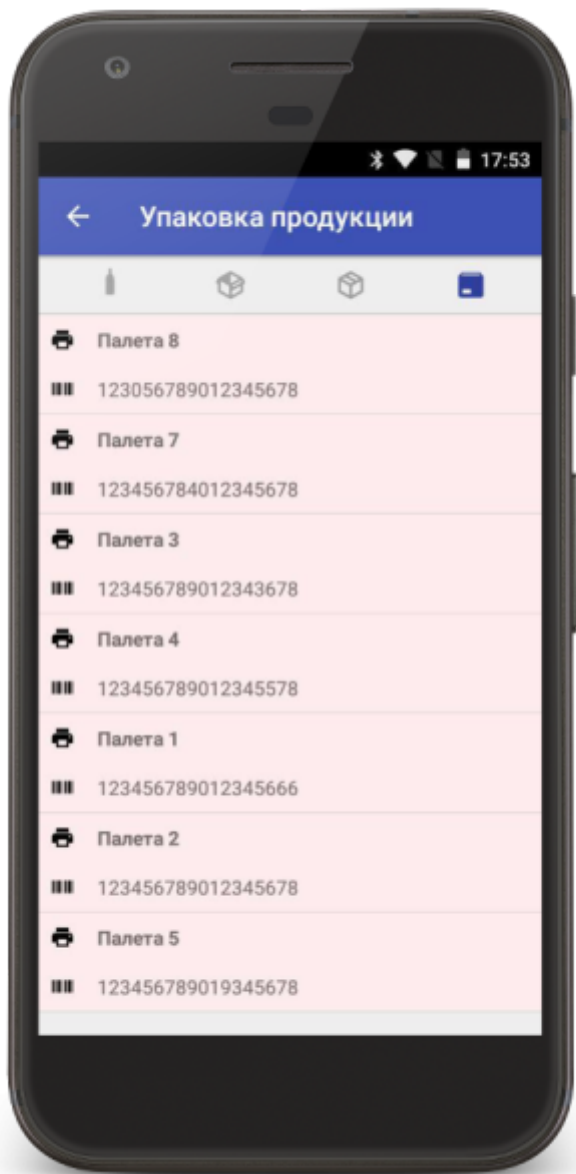 17:53
Упаковка продукции
Палета 8
123056789012345678
Палета 7
123456784012345678
Палета 3
123456789012343678
Палета 4
123456789012345578
Палета 1
123456789012345666
Палета 2
123456789012345678
Палета 5
123456789019345678